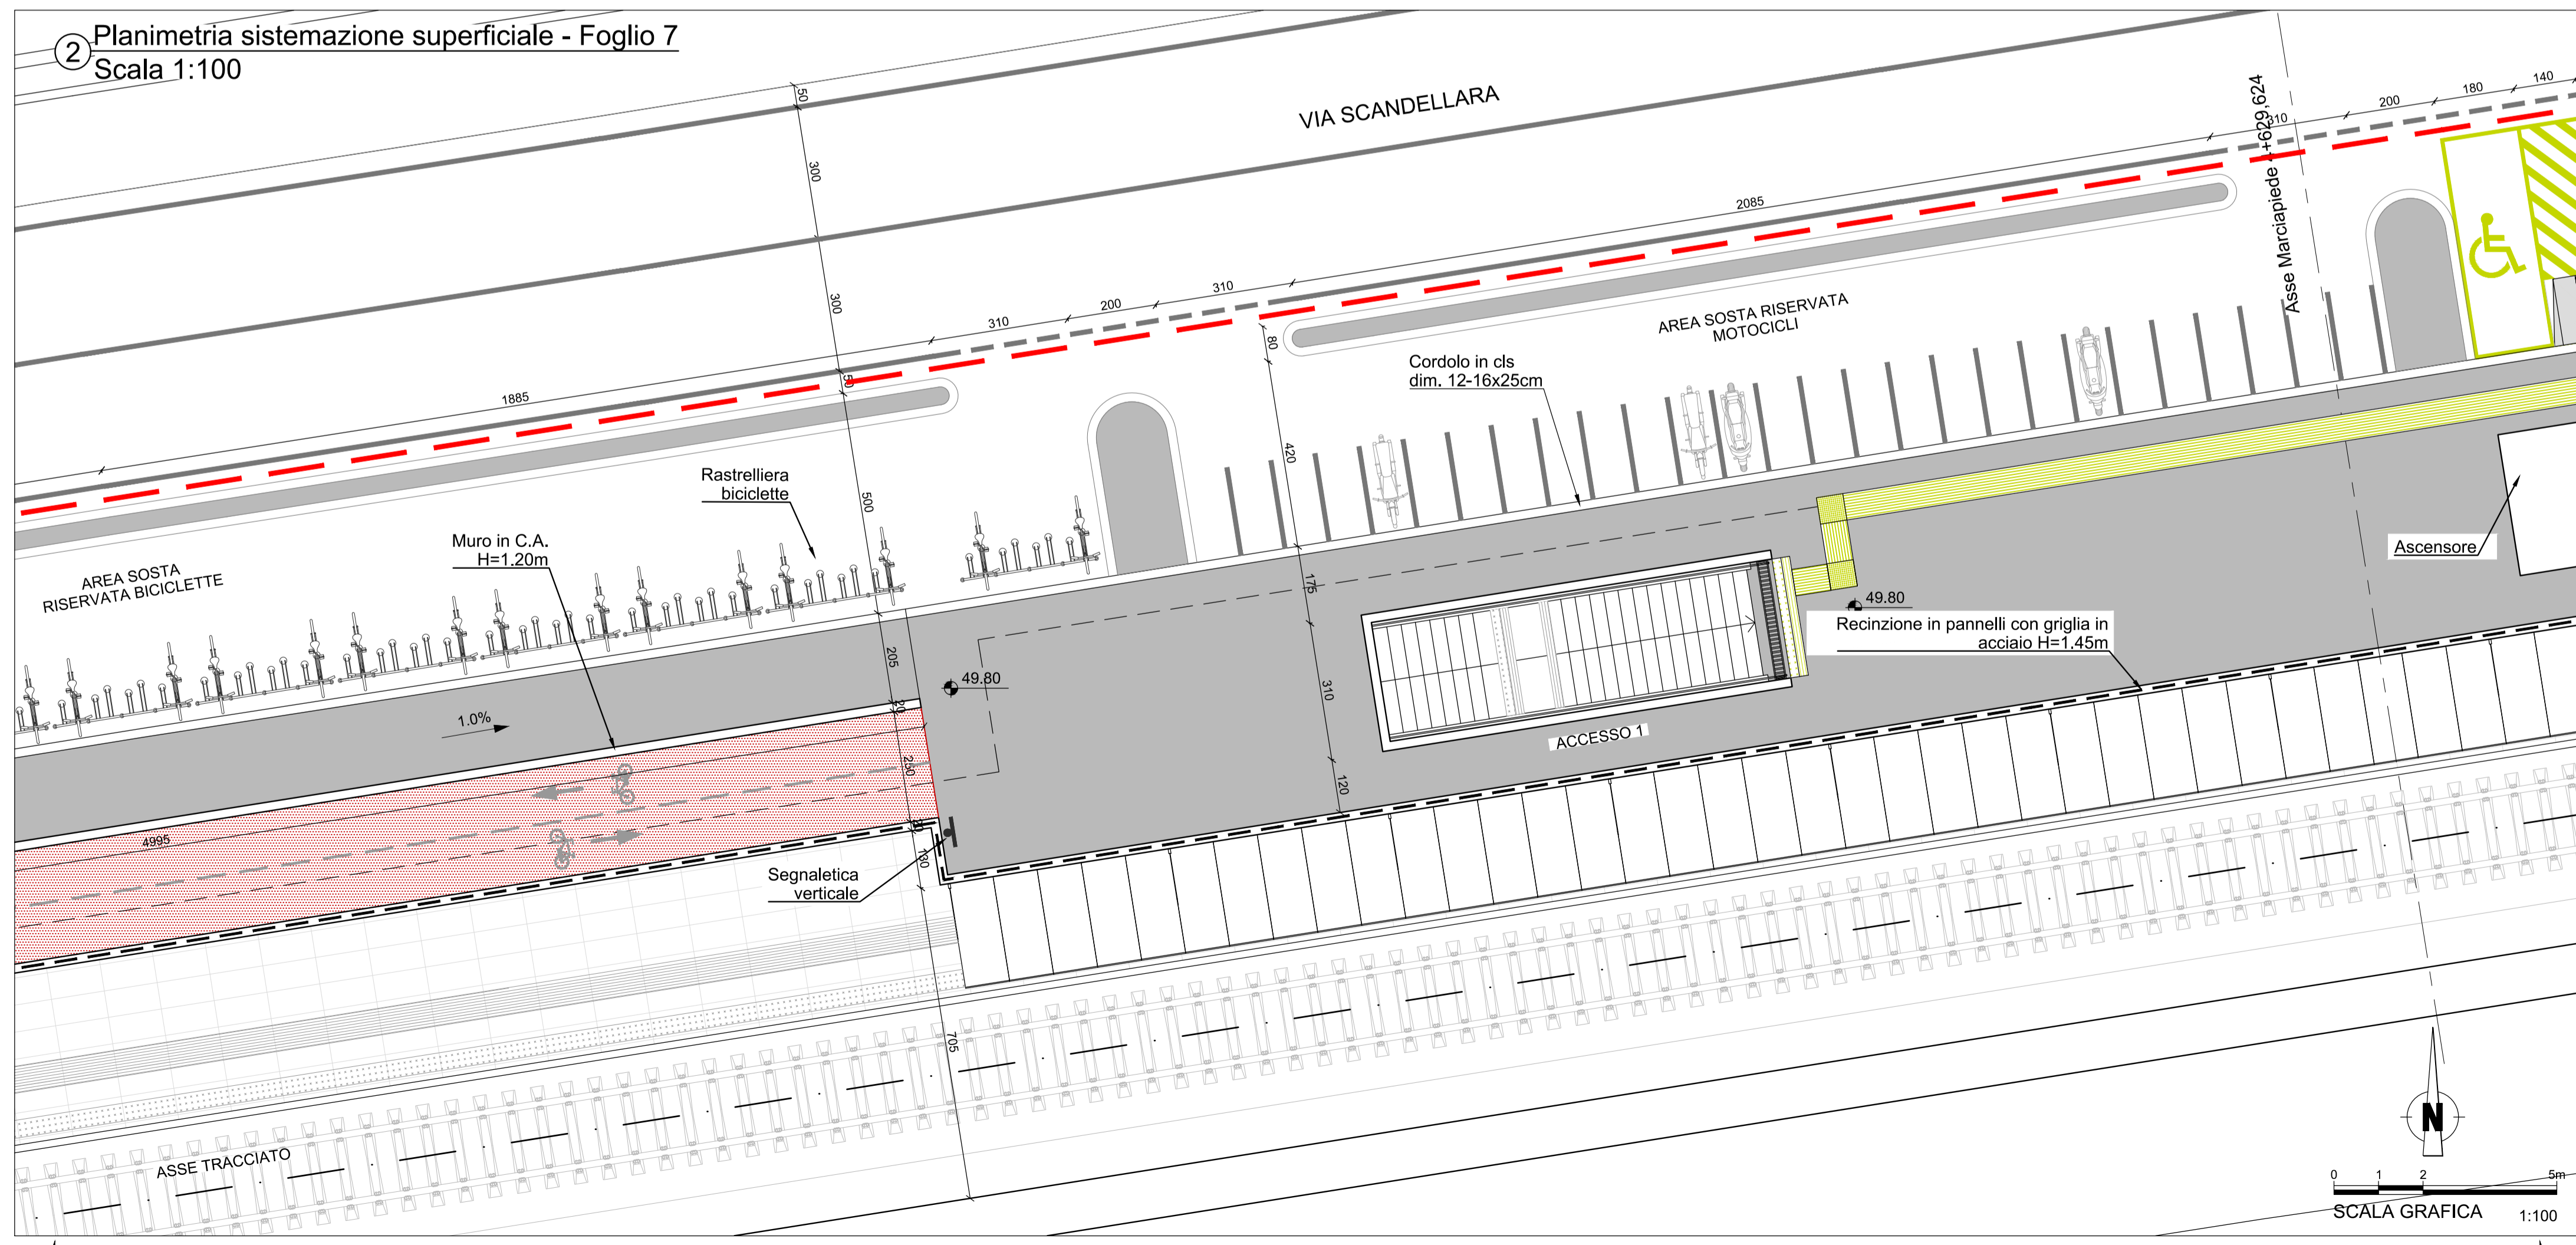 2
Planimetria sistemazione superficiale - Foglio 7
Scala 1:100
VIA SCANDELLARA
Asse Marciapiede 4+629,624
50
300
300
50
500
205
20
250
20
130
705
1885
310
200
310
2085
310
200
180
140
80
420
175
310
120
AREA SOSTA RISERVATA
MOTOCICLI
Cordolo in cls
dim. 12-16x25cm
Rastrelliera
biciclette
Muro in C.A.
H=1.20m
AREA SOSTA
RISERVATA BICICLETTE
Ascensore
49.80
Recinzione in pannelli con griglia in
acciaio H=1.45m
49.80
1.0%
ACCESSO 1
4995
Segnaletica
verticale
ASSE TRACCIATO
N
0 1 2 5m
SCALA GRAFICA 1:100